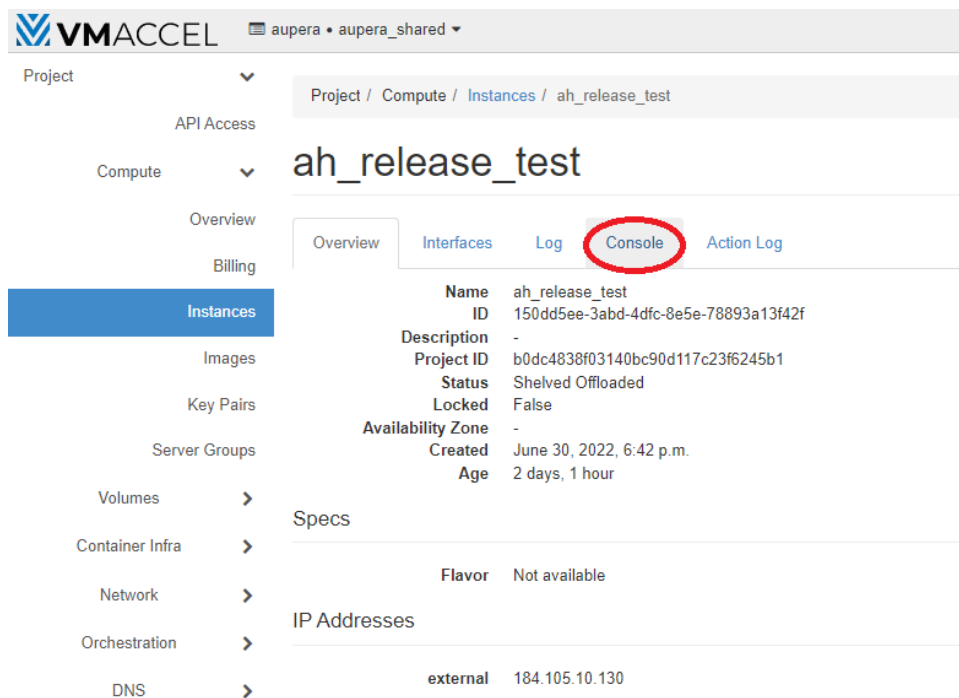 VMACCEL
aupera • aupera_shared
Project
API Access
Compute
Overview
Billing
Instances
Images
Key Pairs
Server Groups
Volumes
Container Infra
Network
Orchestration
DNS
Project / Compute / Instances / ah_release_test
ah_release_test
Overview Interfaces Log Console Action Log
Name ah_release_test
ID 150dd5ee-3abd-4dfc-8e5e-78893a13f42f
Description -
Project ID b0dc4838f03140bc90d117c23f6245b1
Status Shelved Offloaded
Locked False
Availability Zone -
Created June 30, 2022, 6:42 p.m.
Age 2 days, 1 hour
Specs
Flavor Not available
IP Addresses
external 184.105.10.130